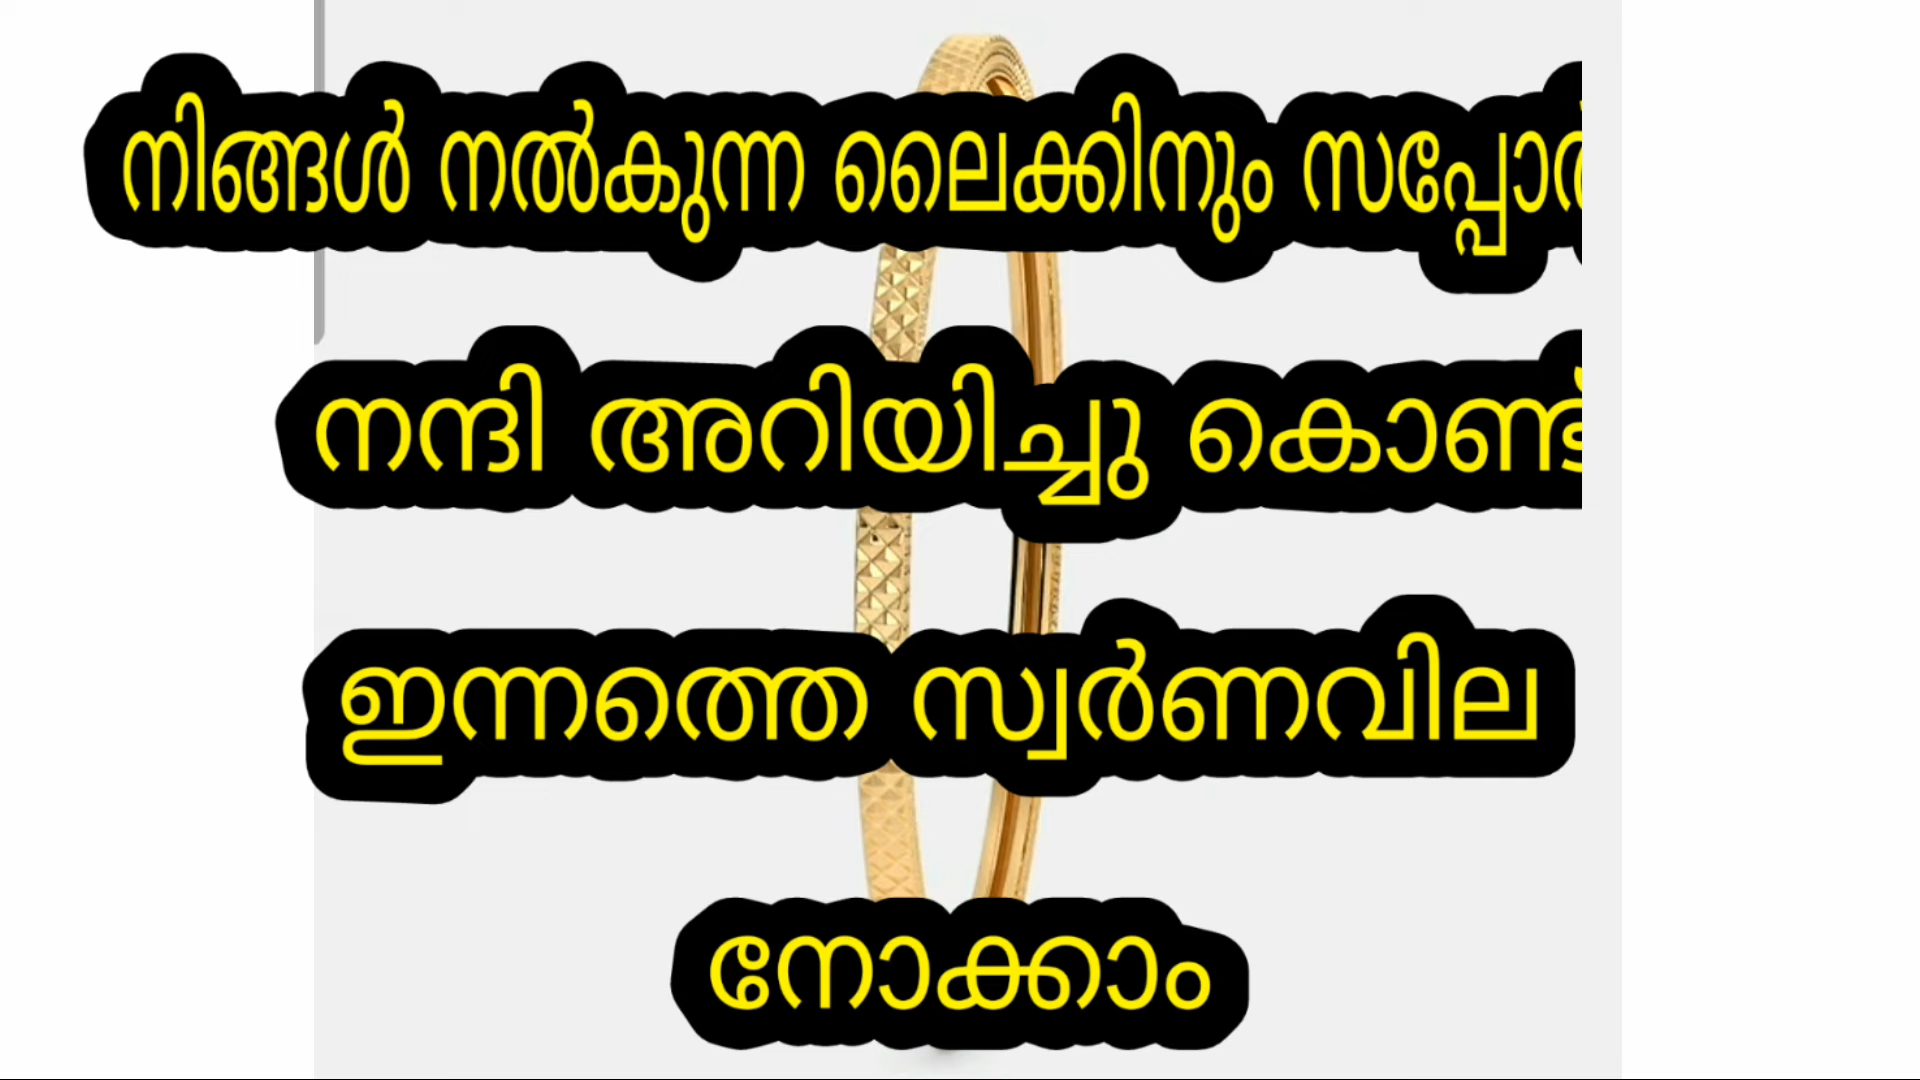 നിങ്ങൾ നൽകുന്ന ലൈക്കിനും
നന്ദി അറിയിച്ചു കൊണ്ട്
ഇന്നത്തെ സ്വർണവില
നോക്കാം